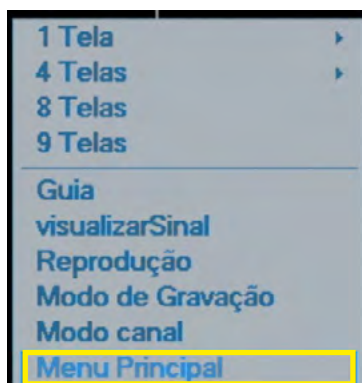 1 Tela
4 Telas
8 Telas
9 Telas
Guia
visualizarSinal
Reprodução
Modo de Gravação
Modo canal
Menu Principal